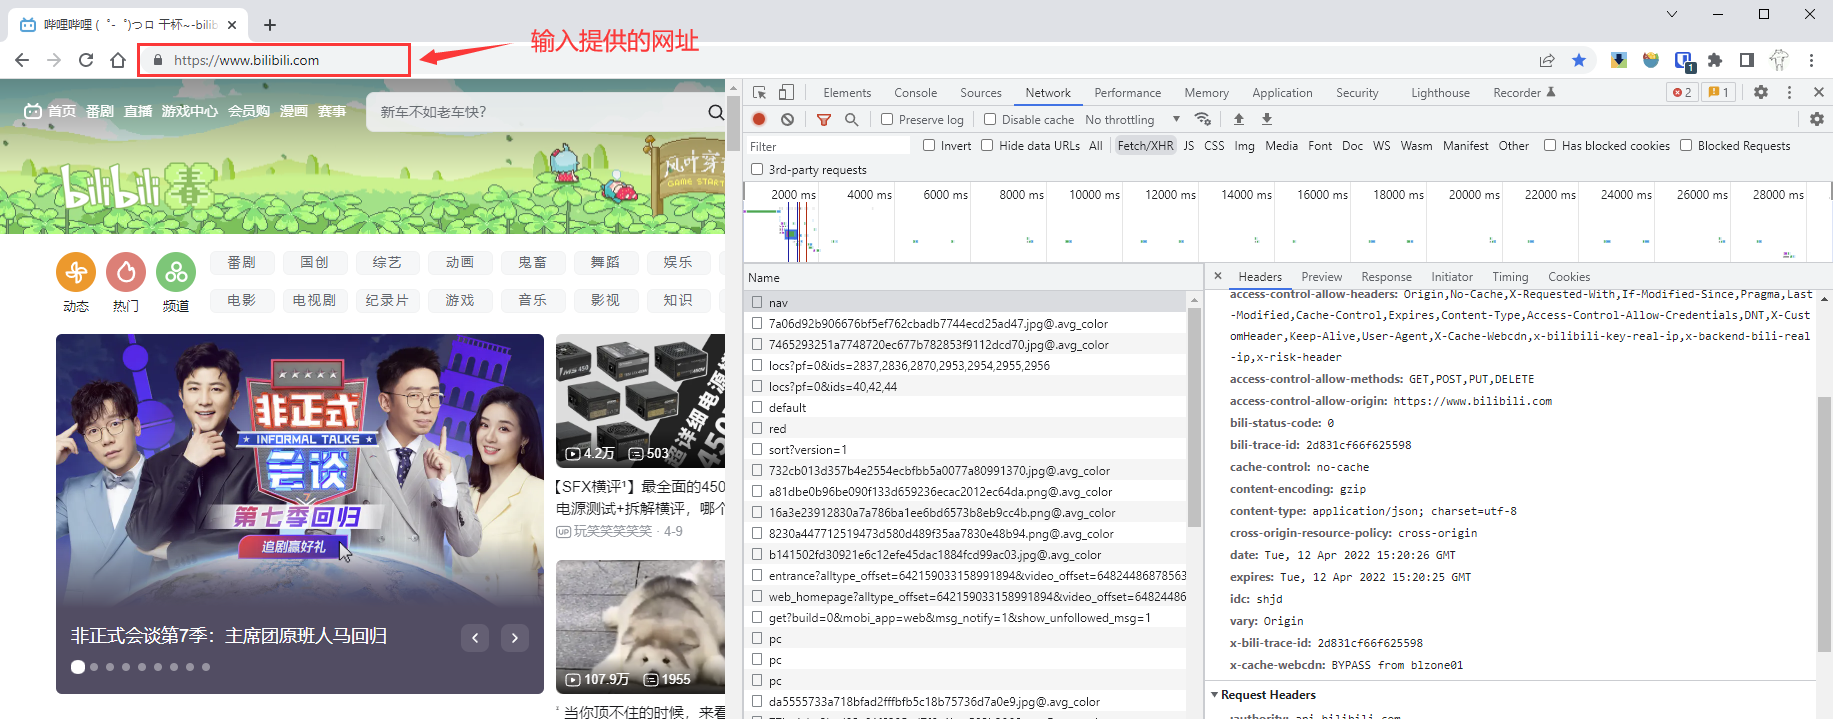 哔哩哔哩 (゜-゜)つロ 干杯~-bilib
https://www.bilibili.com
输入提供的网址
首页 番剧 直播 游戏中心 会员购 漫画 赛事
新车不如老车快?
bilibili 春
风叶穿
GAME START
动态 热门 频道
番剧 国创 综艺 动画 鬼畜 舞蹈 娱乐
电影 电视剧 纪录片 游戏 音乐 影视 知识
非正式
INFORMAL TALKS
会谈
第七季回归
追剧赢好礼
非正式会谈第7季：主席团原班人马回归
超详细电源
450
4.2万 503
【SFX横评¹】最全面的450
电源测试+拆解横评，哪个
UP 玩笑笑笑笑笑 · 4-9
107.9万 1955
当你顶不住的时候，来看
Elements Console Sources Network Performance Memory Application Security Lighthouse Recorder 2 1
Preserve log Disable cache No throttling
Filter Invert Hide data URLs All Fetch/XHR JS CSS Img Media Font Doc WS Wasm Manifest Other Has blocked cookies Blocked Requests
3rd-party requests
2000 ms 4000 ms 6000 ms 8000 ms 10000 ms 12000 ms 14000 ms 16000 ms 18000 ms 20000 ms 22000 ms 24000 ms 26000 ms 28000 ms
Name
nav
7a06d92b906676bf5ef762cbadb7744ecd25ad47.jpg@.avg_color
7465293251a7748720ec677b782853f9112dcd70.jpg@.avg_color
locs?pf=0&ids=2837,2836,2870,2953,2954,2955,2956
locs?pf=0&ids=40,42,44
default
red
sort?version=1
732cb013d357b4e2554ecbfbb5a0077a80991370.jpg@.avg_color
a81dbe0b96be090f133d659236ecac2012ec64da.png@.avg_color
16a3e23912830a7a786ba1ee6bd6573b8eb9cc4b.png@.avg_color
8230a447712519473d580d489f35aa7830e48b94.png@.avg_color
b141502fd30921e6c12efe45dac1884fcd99ac03.jpg@.avg_color
entrance?alltype_offset=642159033158991894&video_offset=64824486878563
web_homepage?alltype_offset=642159033158991894&video_offset=64824486
get?build=0&mobi_app=web&msg_notify=1&show_unfollowed_msg=1
pc
pc
pc
da5555733a718bfad2fffbfb5c18b75736d7a0e9.jpg@.avg_color
Headers Preview Response Initiator Timing Cookies
access-control-allow-headers: Origin,No-Cache,X-Requested-With,If-Modified-Since,Pragma,Last
-Modified,Cache-Control,Expires,Content-Type,Access-Control-Allow-Credentials,DNT,X-Cust
omHeader,Keep-Alive,User-Agent,X-Cache-Webcdn,x-bilibili-key-real-ip,x-backend-bili-real
-ip,x-risk-header
access-control-allow-methods: GET,POST,PUT,DELETE
access-control-allow-origin: https://www.bilibili.com
bili-status-code: 0
bili-trace-id: 2d831cf66f625598
cache-control: no-cache
content-encoding: gzip
content-type: application/json; charset=utf-8
cross-origin-resource-policy: cross-origin
date: Tue, 12 Apr 2022 15:20:26 GMT
expires: Tue, 12 Apr 2022 15:20:25 GMT
idc: shjd
vary: Origin
x-bili-trace-id: 2d831cf66f625598
x-cache-webcdn: BYPASS from blzone01
Request Headers
:authority: api.bilibili.com